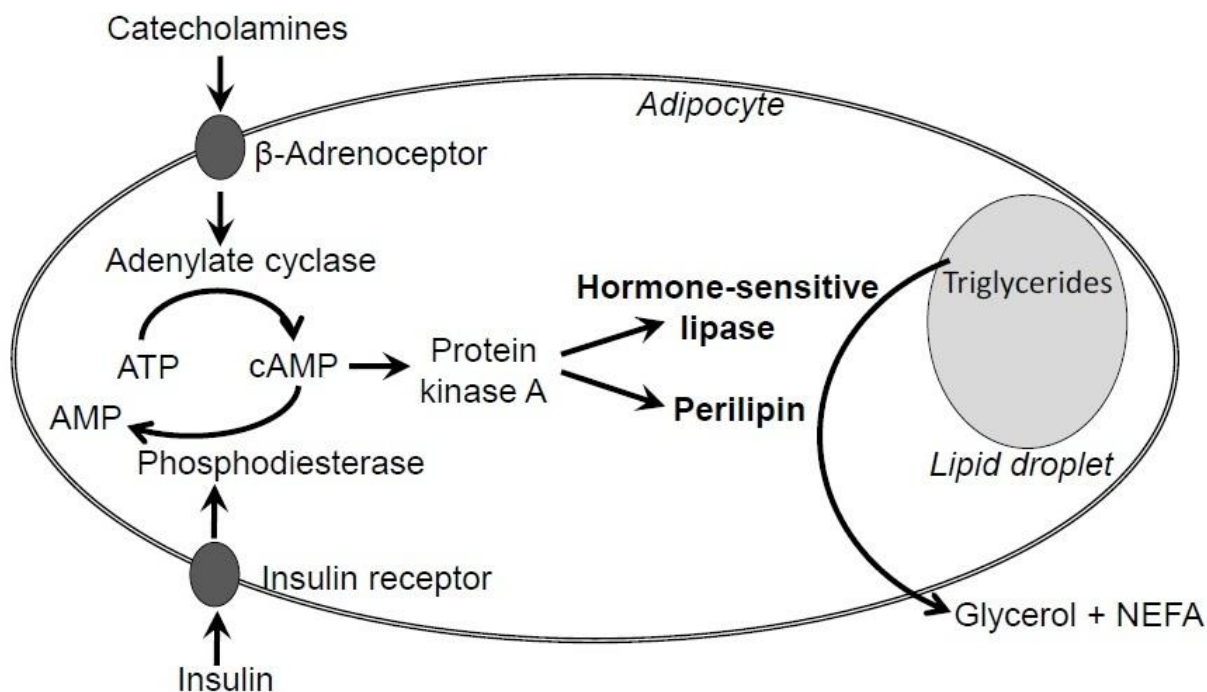 Catecholamines
Adipocyte
β-Adrenoceptor
Adenylate cyclase
Hormone-sensitive
lipase
Triglycerides
ATP
cAMP
Protein
kinase A
AMP
Perilipin
Phosphodiesterase
Lipid droplet
Insulin receptor
Glycerol + NEFA
Insulin